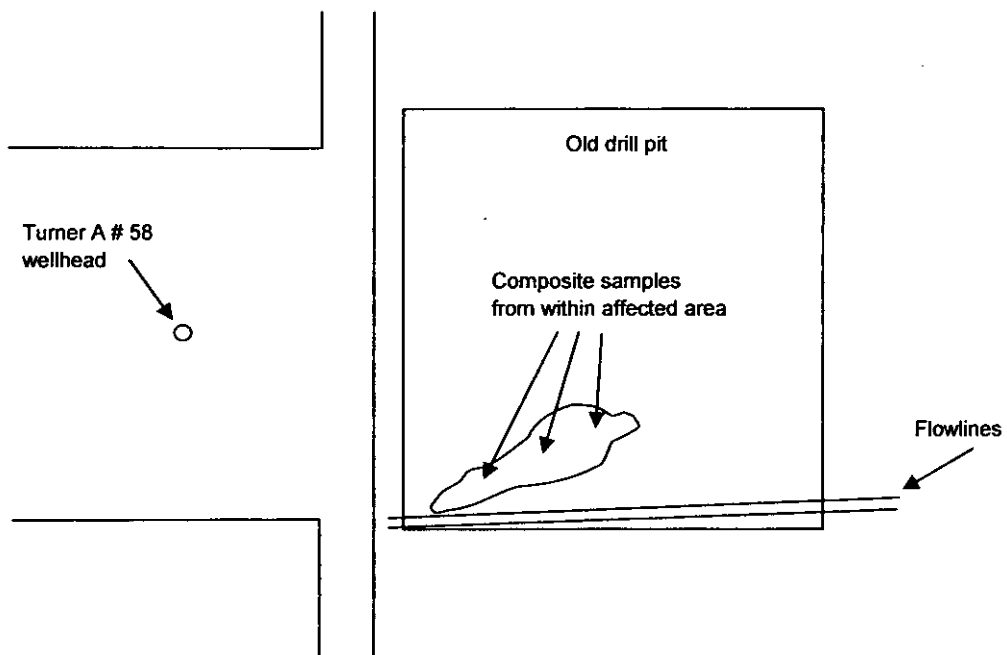 Old drill pit
Turner A # 58
wellhead
Composite samples
from within affected area
Flowlines